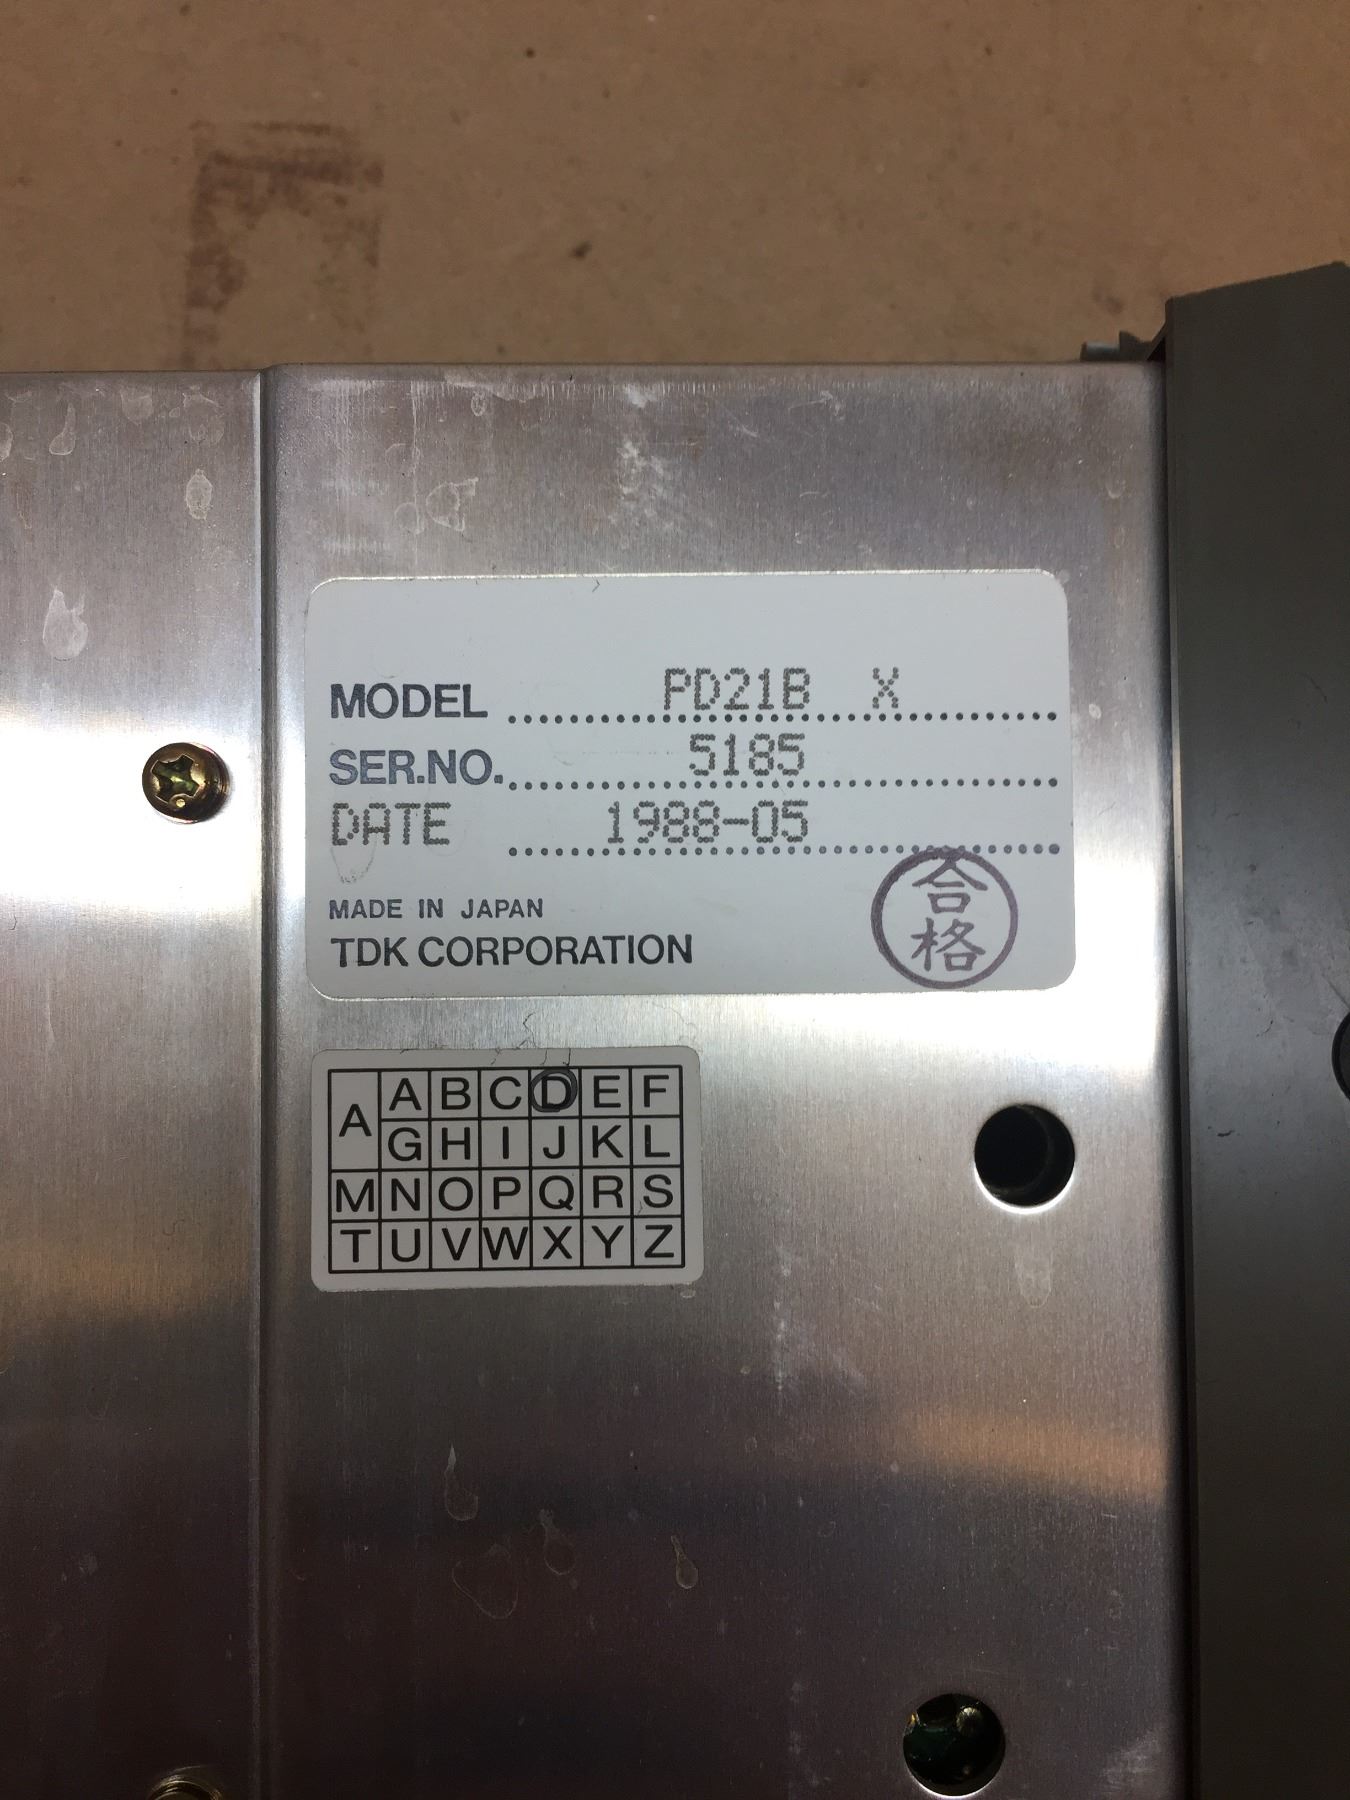 MODEL PD21B X
SER.NO. 5185
DATE 1988-05
MADE IN JAPAN
TDK CORPORATION
合格
A A B C D E F
G H I J K L
M N O P Q R S
T U V W X Y Z